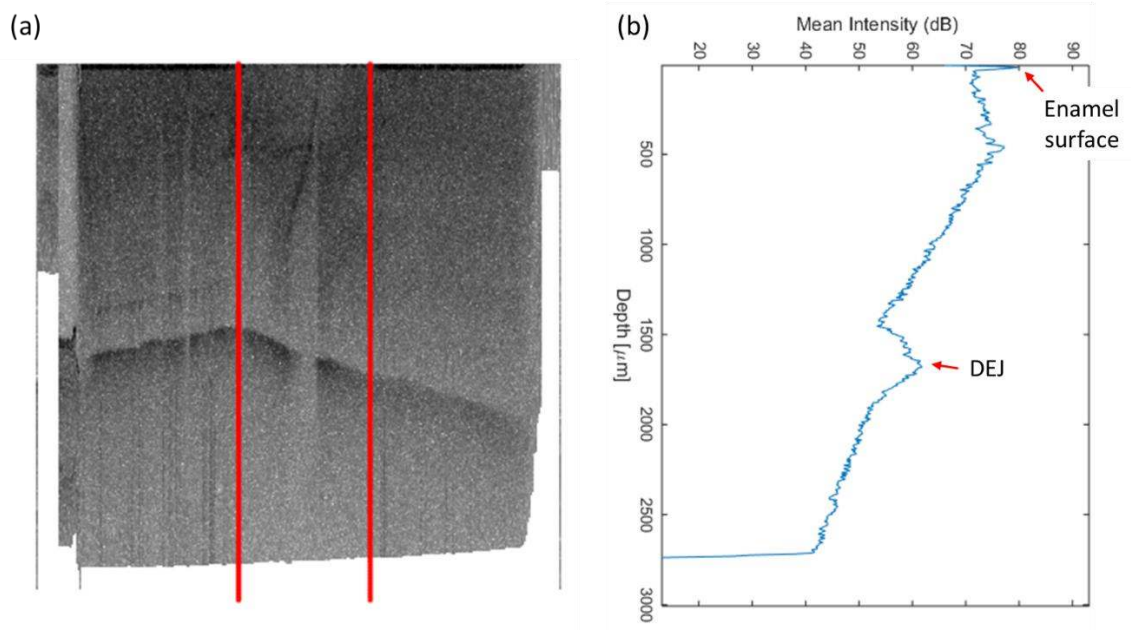 (a)
(b)
Mean Intensity (dB)
20 30 40 50 60 70 80 90
Enamel
surface
500
1000
1500
2000
2500
3000
Depth [μm]
DEJ